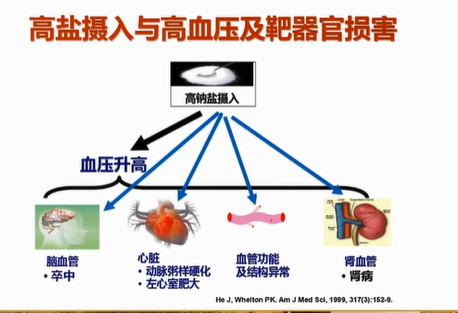 高盐摄入与高血压及靶器官损害
高钠盐摄入
血压升高
脑血管
• 卒中
心脏
• 动脉粥样硬化
• 左心室肥大
血管功能
及结构异常
肾血管
• 肾病
He J, Whelton PK. Am J Med Sci, 1999, 317(3):152-9.